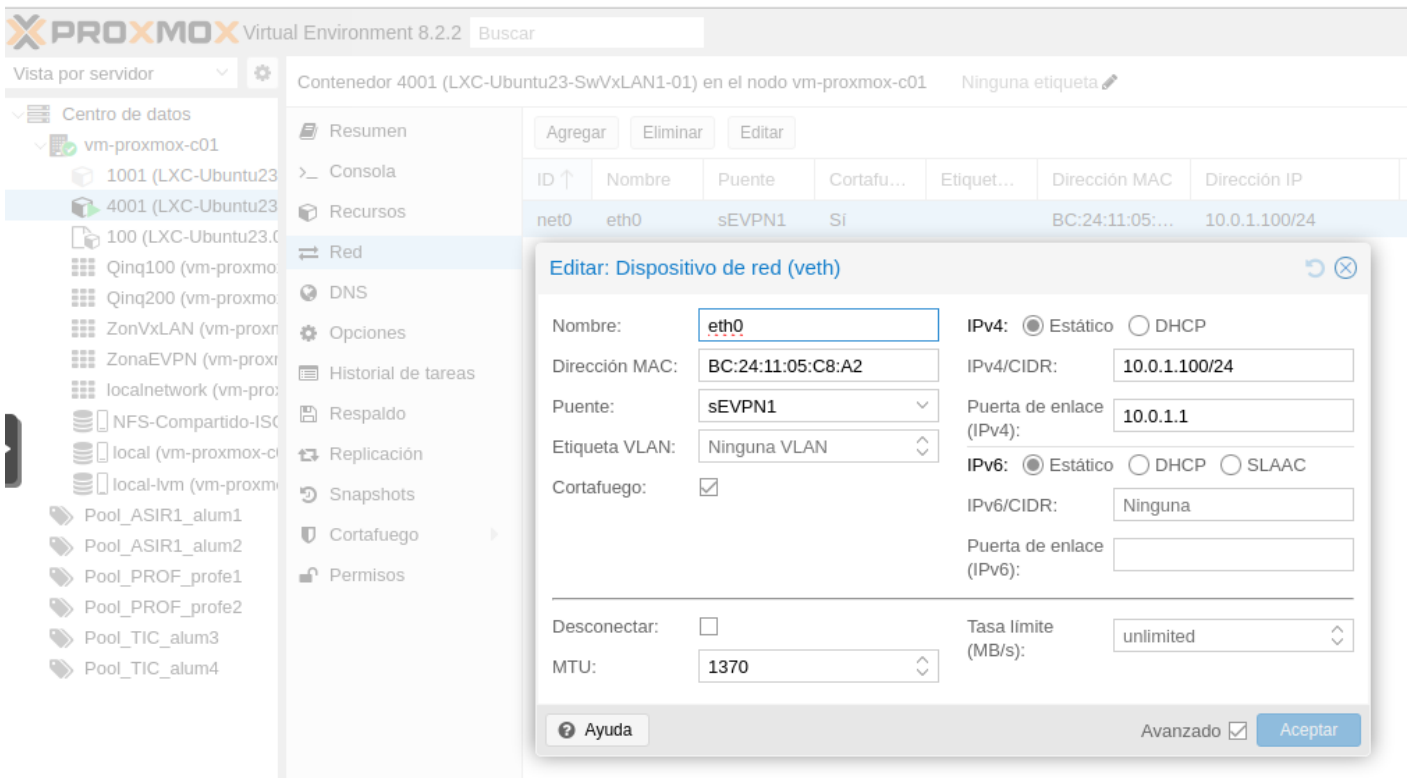 PROXMOX Virtual Environment 8.2.2 Buscar
Vista por servidor
Centro de datos
vm-proxmox-c01
1001 (LXC-Ubuntu23
4001 (LXC-Ubuntu23
100 (LXC-Ubuntu23.0
Qinq100 (vm-proxmo
Qinq200 (vm-proxmo
ZonVxLAN (vm-proxm
ZonaEVPN (vm-proxm
localnetwork (vm-pro
NFS-Compartido-ISO
local (vm-proxmox-c
local-lvm (vm-proxm
Pool_ASIR1_alum1
Pool_ASIR1_alum2
Pool_PROF_profe1
Pool_PROF_profe2
Pool_TIC_alum3
Pool_TIC_alum4
Contenedor 4001 (LXC-Ubuntu23-SwVxLAN1-01) en el nodo vm-proxmox-c01 Ninguna etiqueta
Resumen
Consola
Recursos
Red
DNS
Opciones
Historial de tareas
Respaldo
Replicación
Snapshots
Cortafuego
Permisos
Agregar Eliminar Editar
ID Nombre Puente Cortafu... Etiquet... Dirección MAC Dirección IP
net0 eth0 sEVPN1 Sí BC:24:11:05:... 10.0.1.100/24
Editar: Dispositivo de red (veth)
Nombre: eth0
Dirección MAC: BC:24:11:05:C8:A2
Puente: sEVPN1
Etiqueta VLAN: Ninguna VLAN
Cortafuego:
IPv4: Estático DHCP
IPv4/CIDR: 10.0.1.100/24
Puerta de enlace
(IPv4): 10.0.1.1
IPv6: Estático DHCP SLAAC
IPv6/CIDR: Ninguna
Puerta de enlace
(IPv6):
Desconectar:
MTU: 1370
Tasa límite
(MB/s): unlimited
Ayuda Avanzado Aceptar